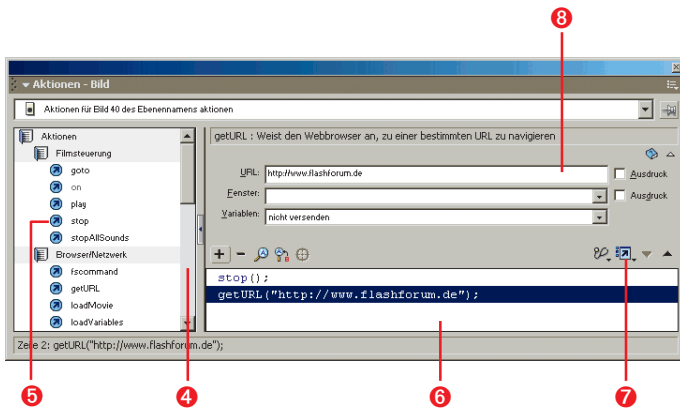 8
Aktionen - Bild
Aktionen für Bild 40 des Ebenennamens aktionen
Aktionen
Filmsteuerung
goto
on
play
stop
stopAllSounds
Browser/Netzwerk
fscommand
getURL
loadMovie
loadVariables
getURL : Weist den Webbrowser an, zu einer bestimmten URL zu navigieren
URL: http://www.flashforum.de Ausdruck
Fenster: Ausdruck
Variablen: nicht versenden
stop();
getURL("http://www.flashforum.de");
Zeile 2: getURL("http://www.flashforum.de");
5 4 6 7